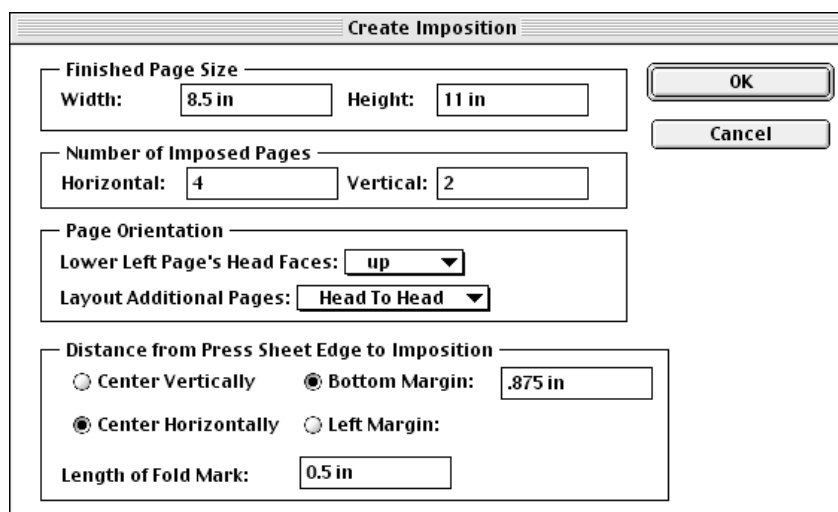 Create Imposition
Finished Page Size
Width: 8.5 in Height: 11 in
OK
Cancel
Number of Imposed Pages
Horizontal: 4 Vertical: 2
Page Orientation
Lower Left Page's Head Faces: up
Layout Additional Pages: Head To Head
Distance from Press Sheet Edge to Imposition
Center Vertically Bottom Margin: .875 in
Center Horizontally Left Margin:
Length of Fold Mark: 0.5 in